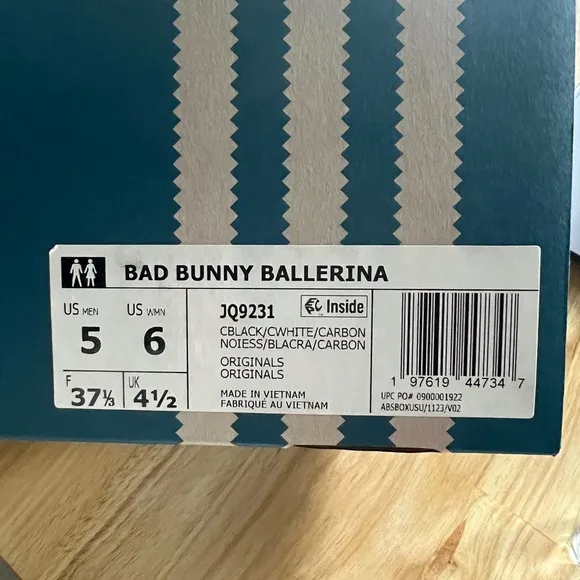 BAD BUNNY BALLERINA
US MEN
5
US WMN
6
F
37⅓
UK
4½
JQ9231
Inside
CBLACK/CWHITE/CARBON
NOIESS/BLACRA/CARBON
ORIGINALS
ORIGINALS
MADE IN VIETNAM
FABRIQUÉ AU VIETNAM
1 97619 44734 7
UPC PO# 0900001922
ABSBOXUSU/1123/V02